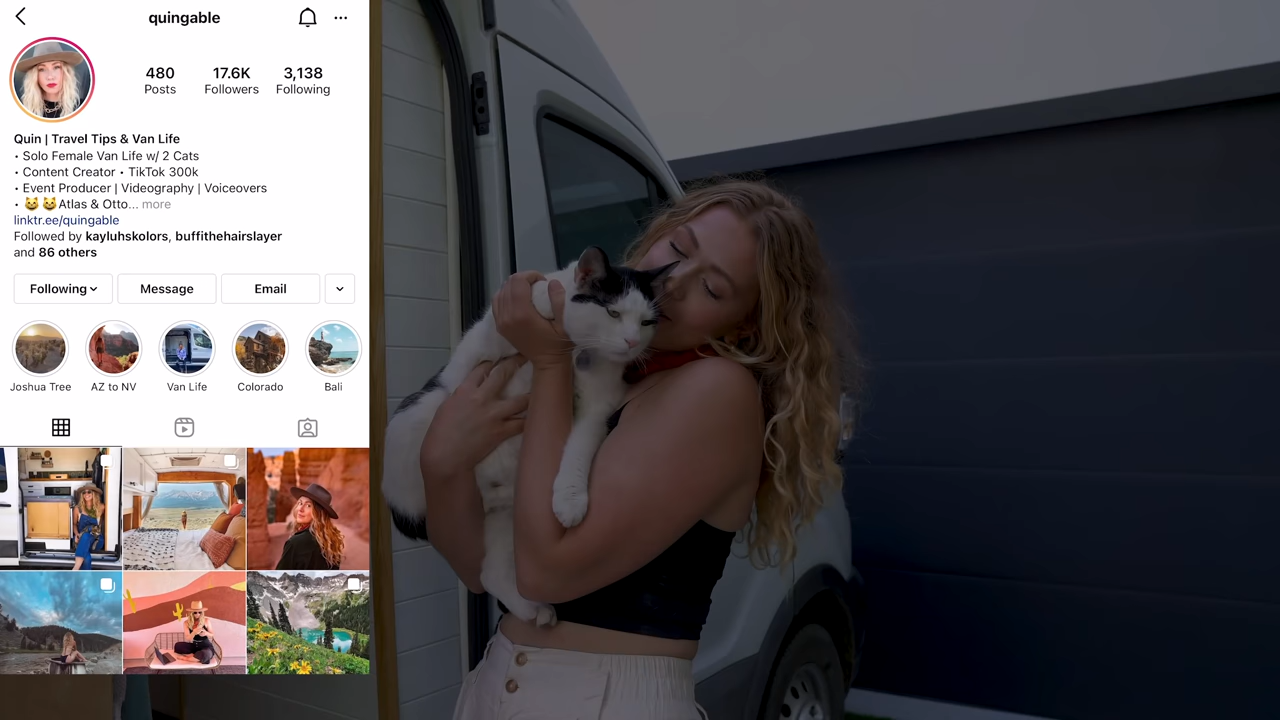 quingable
480 17.6K 3,138
Posts Followers Following
Quin | Travel Tips & Van Life
• Solo Female Van Life w/ 2 Cats
• Content Creator • TikTok 300k
• Event Producer | Videography | Voiceovers
• 😺 😺 Atlas & Otto... more
linktr.ee/quingable
Followed by kayluhskolors, buffithehairslayer
and 86 others
Following Message Email
Joshua Tree AZ to NV Van Life Colorado Bali